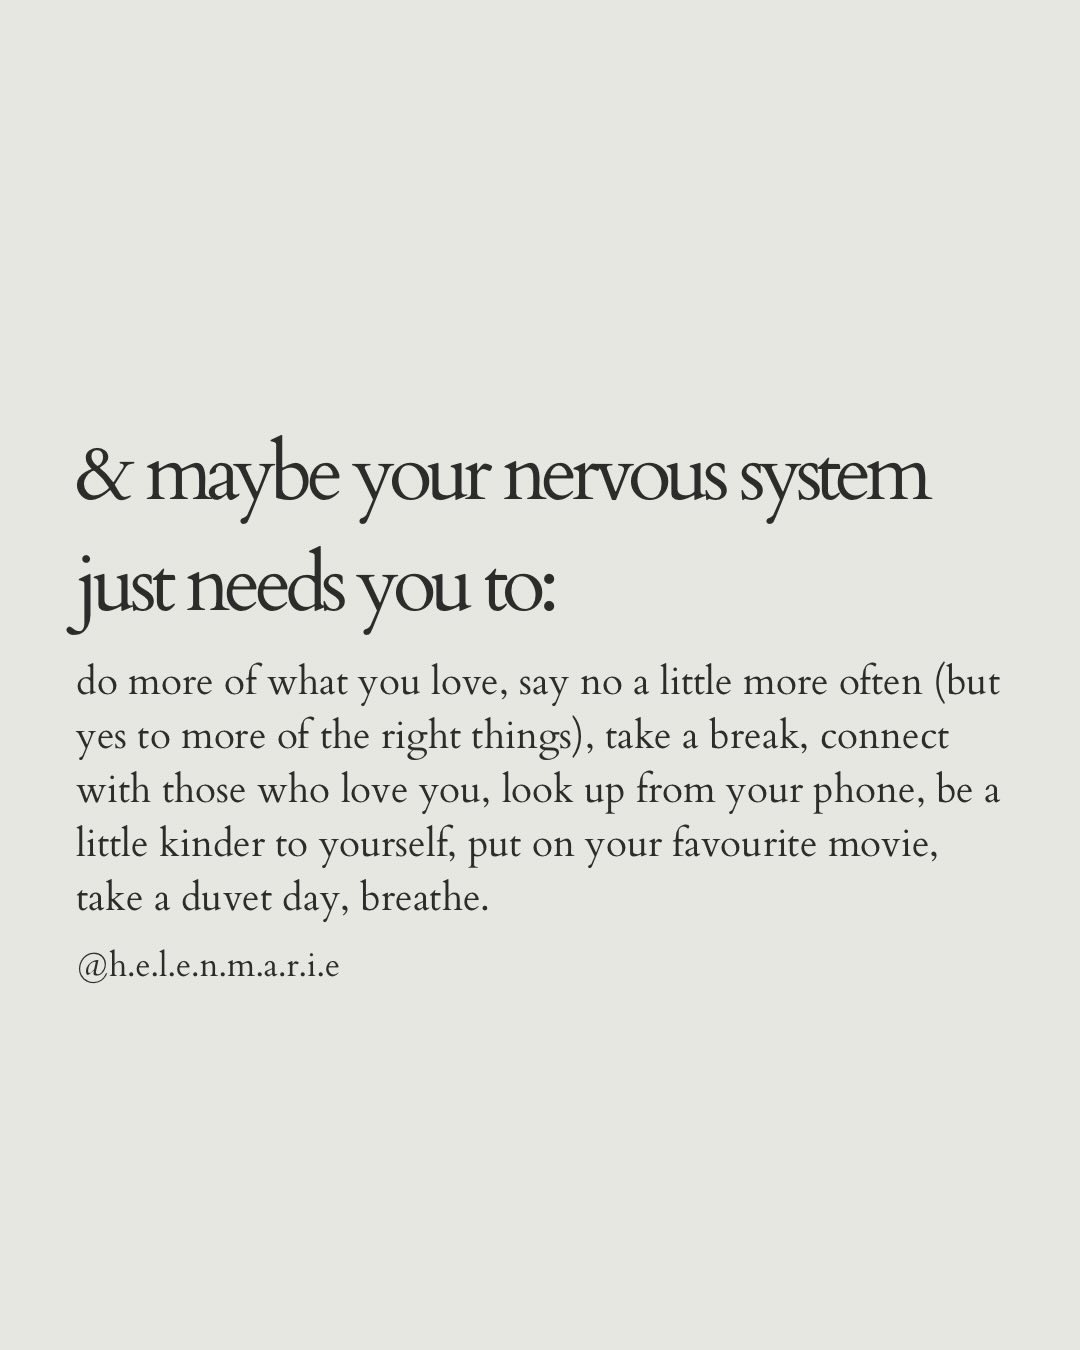 & maybe your nervous system
just needs you to:
do more of what you love, say no a little more often (but
yes to more of the right things), take a break, connect
with those who love you, look up from your phone, be a
little kinder to yourself, put on your favourite movie,
take a duvet day, breathe.
@h.e.l.e.n.m.a.r.i.e